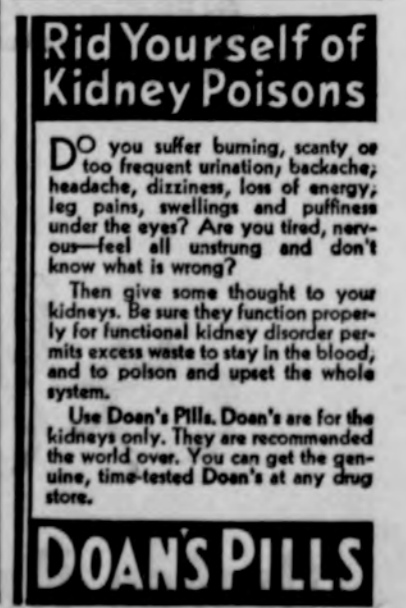 Rid Yourself of
Kidney Poisons
DO you suffer burning, scanty or
too frequent urination; backache;
headache, dizziness, loss of energy,
leg pains, swellings and puffiness
under the eyes? Are you tired, nerv-
ous—feel all unstrung and don't
know what is wrong?
Then give some thought to your
kidneys. Be sure they function proper-
ly for functional kidney disorder per-
mits excess waste to stay in the blood,
and to poison and upset the whole
system.
Use Doan's Pills. Doan's are for the
kidneys only. They are recommended
the world over. You can get the gen-
uine, time-tested Doan's at any drug
store.
DOAN'S PILLS